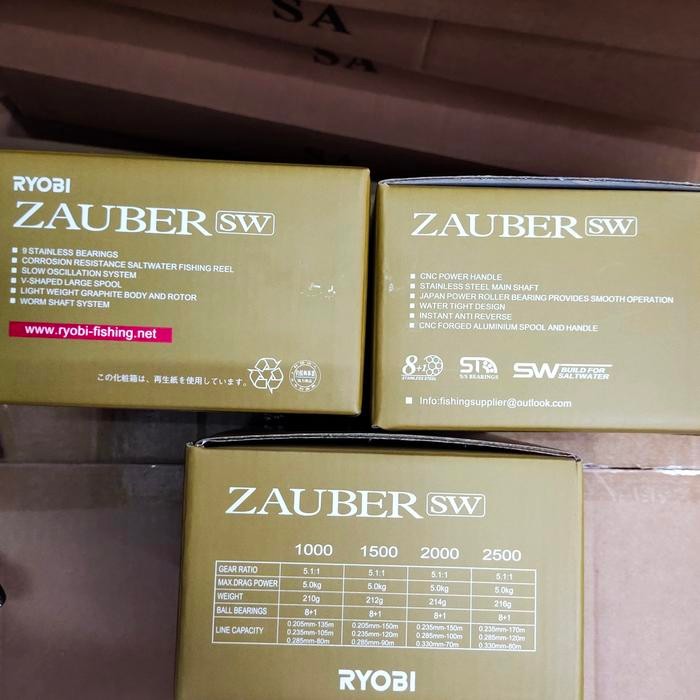 SA
SA
SA
RYOBI
ZAUBER SW
9 STAINLESS BEARINGS
CORROSION RESISTANCE SALTWATER FISHING REEL
SLOW OSCILLATION SYSTEM
V-SHAPED LARGE SPOOL
LIGHT WEIGHT GRAPHITE BODY AND ROTOR
WORM SHAFT SYSTEM
www.ryobi-fishing.net
この化粧箱は、再生紙を使用しています。
ZAUBER SW
CNC POWER HANDLE
STAINLESS STEEL MAIN SHAFT
JAPAN POWER ROLLER BEARING PROVIDES SMOOTH OPERATION
WATER TIGHT DESIGN
INSTANT ANTI REVERSE
CNC FORGED ALUMINIUM SPOOL AND HANDLE
8+1 STAINLESS STEEL
S/S BEARINGS
SW BUILD FOR SALTWATER
Info:fishingsupplier@outlook.com
ZAUBER SW
1000 1500 2000 2500
GEAR RATIO 5.1:1 5.1:1 5.1:1 5.1:1
MAX.DRAG POWER 5.0kg 5.0kg 5.0kg 5.0kg
WEIGHT 210g 212g 214g 216g
BALL BEARINGS 8+1 8+1 8+1 8+1
LINE CAPACITY 0.205mm-135m 0.205mm-150m 0.235mm-150m 0.235mm-170m
0.235mm-105m 0.235mm-120m 0.285mm-100m 0.285mm-120m
0.285mm-80m 0.285mm-90m 0.330mm-70m 0.330mm-80m
RYOBI